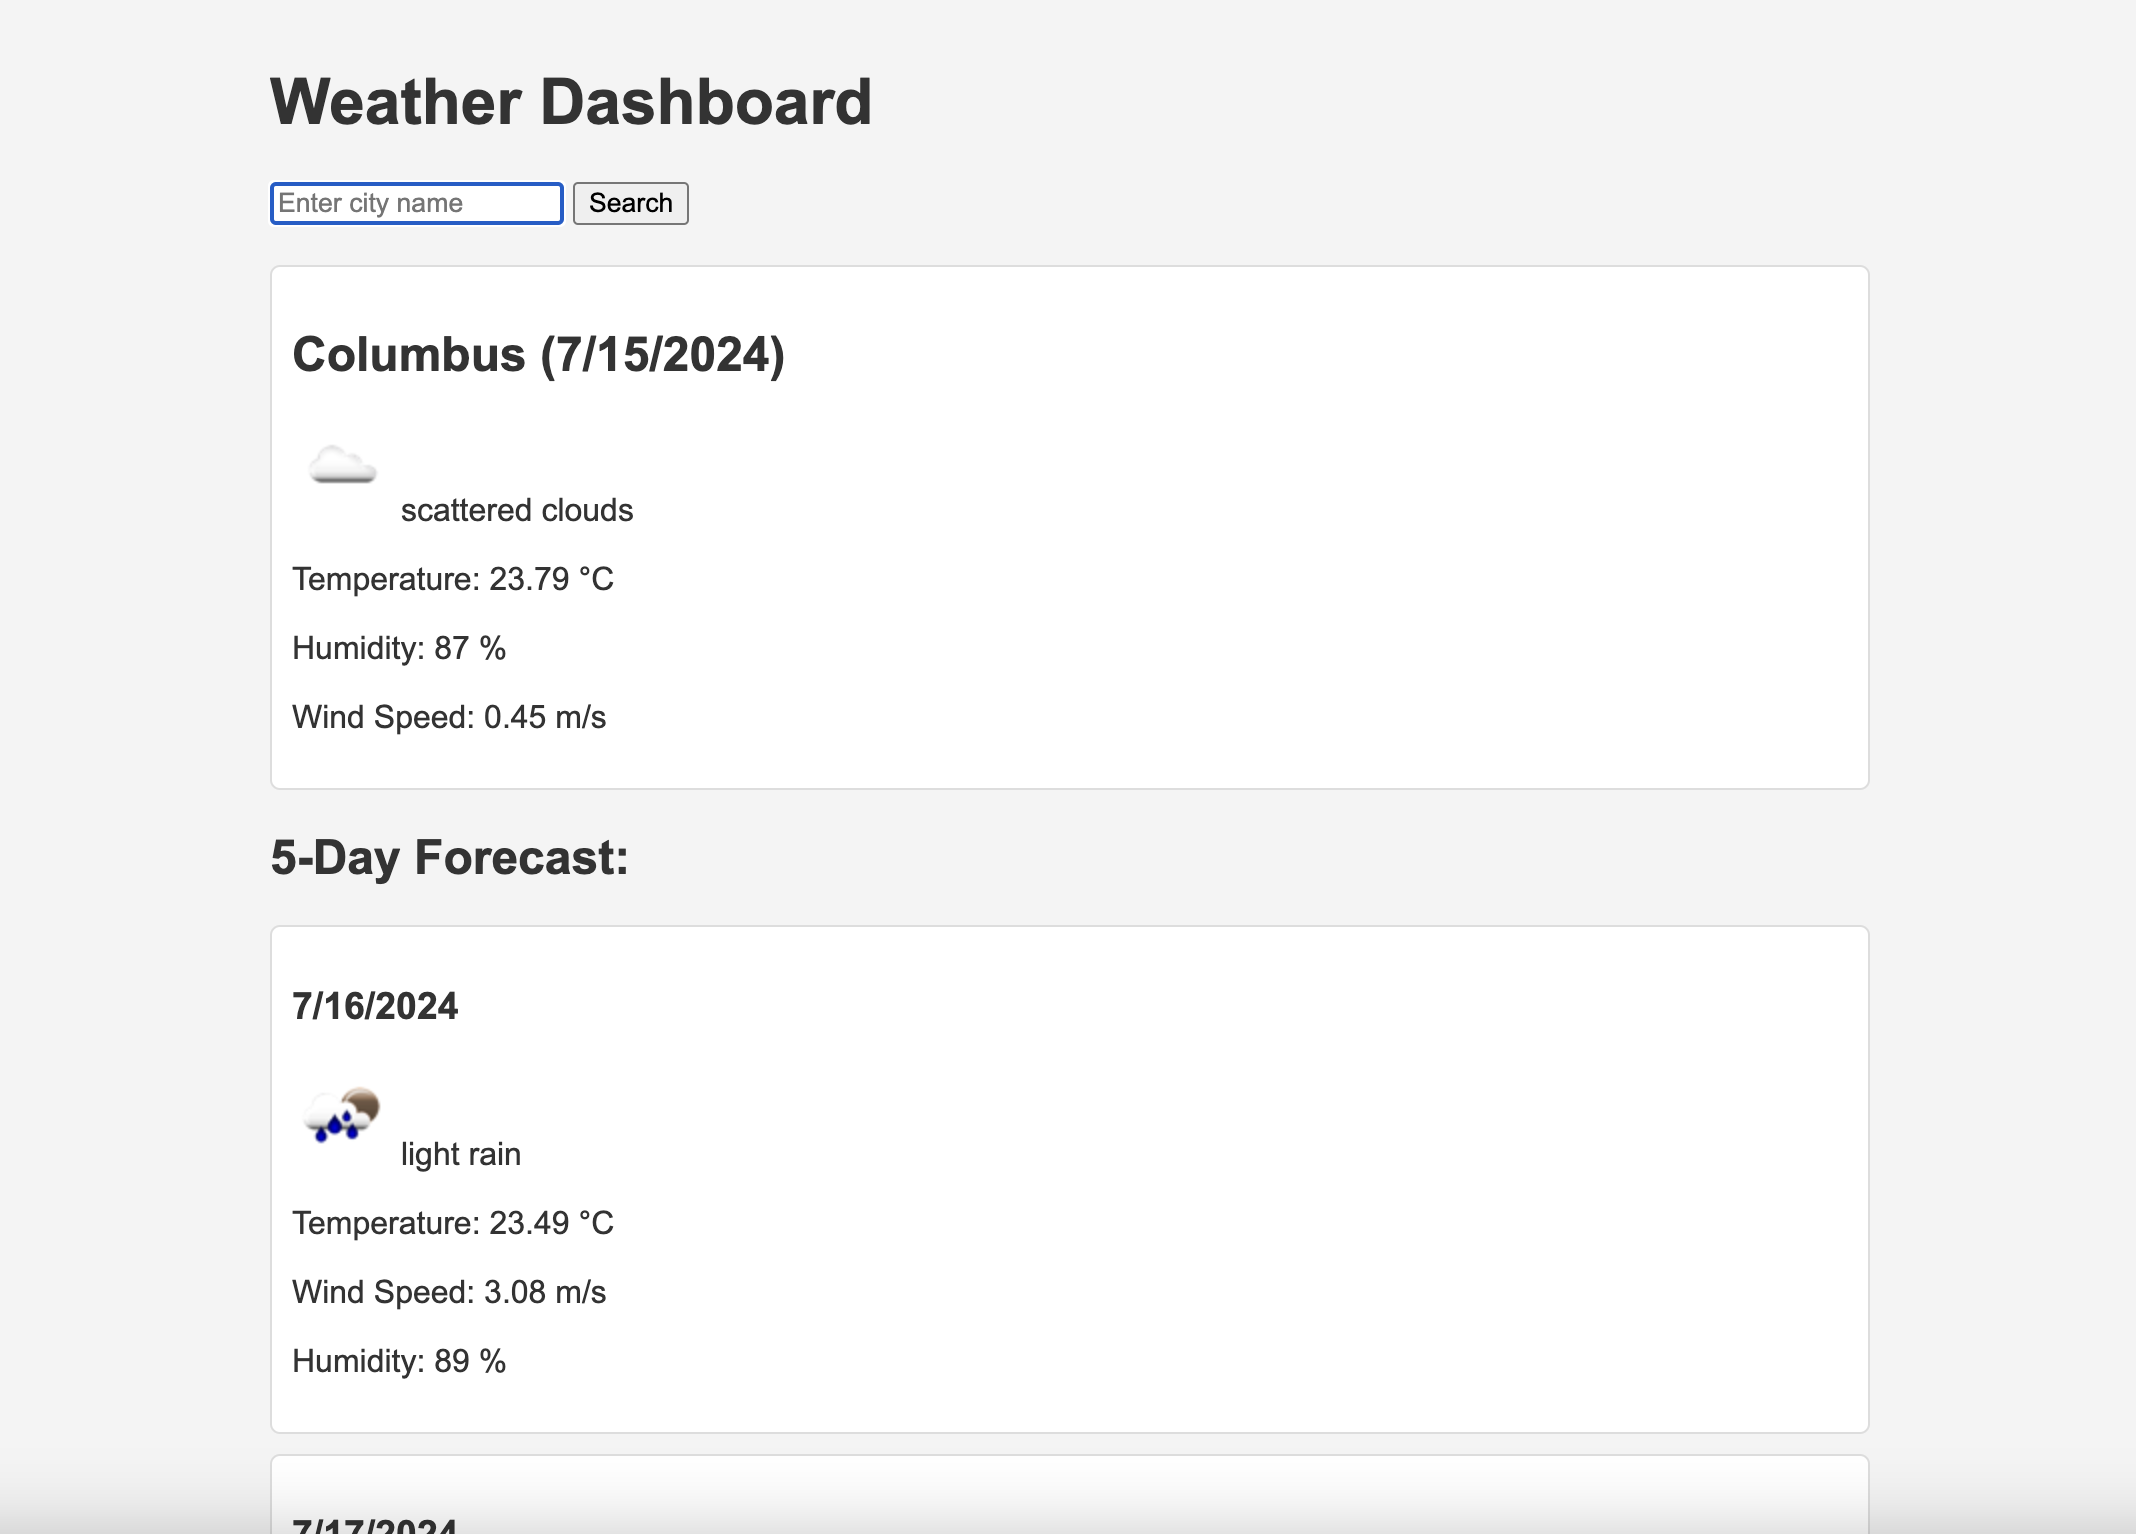 Weather Dashboard
Enter city name Search
Columbus (7/15/2024)
scattered clouds
Temperature: 23.79 °C
Humidity: 87 %
Wind Speed: 0.45 m/s
5-Day Forecast:
7/16/2024
light rain
Temperature: 23.49 °C
Wind Speed: 3.08 m/s
Humidity: 89 %
7/17/2024